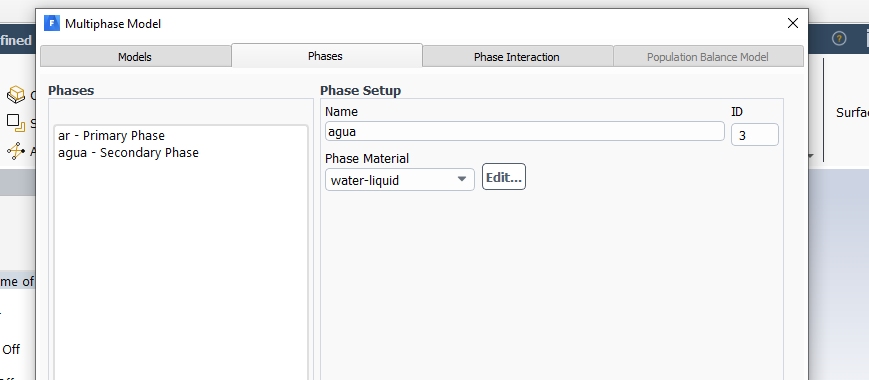 Multiphase Model
fined
Models
Phases
Phase Interaction
Population Balance Model
Phases
ar - Primary Phase
agua - Secondary Phase
Phase Setup
Name
ID
agua
3
Phase Material
water-liquid
Edit...
Surfac
me of
Off